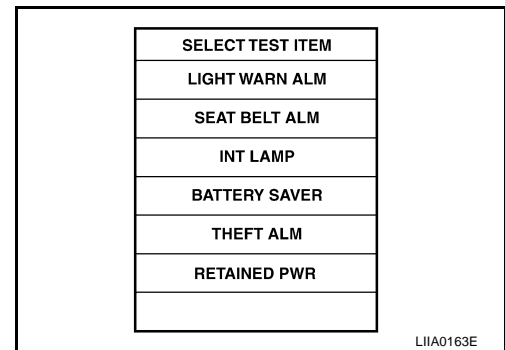 SELECT TEST ITEM
LIGHT WARN ALM
SEAT BELT ALM
INT LAMP
BATTERY SAVER
THEFT ALM
RETAINED PWR
LIIA0163E